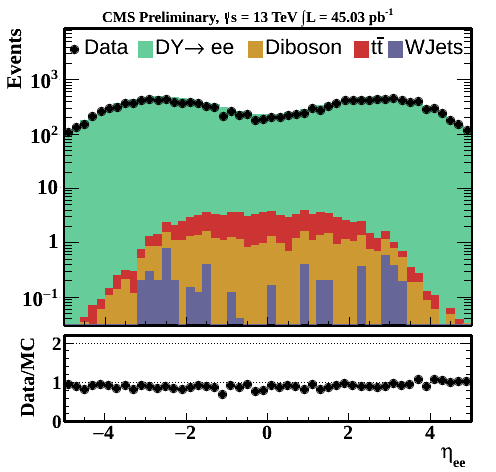 CMS Preliminary, √s = 13 TeV ∫L = 45.03 pb⁻¹
Data DY→ ee Diboson tt̄ WJets
Events
10³
10²
10
1
10⁻¹
Data/MC
2
1
0
−4 −2 0 2 4
η_ee